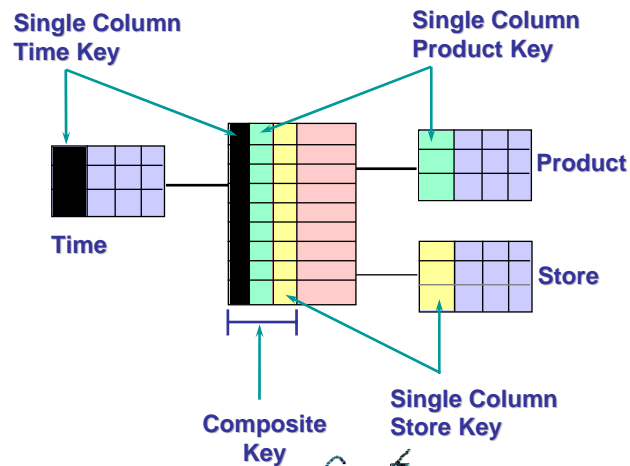 Single Column
Time Key
Single Column
Product Key
Product
Time
Store
Composite
Key
Single Column
Store Key